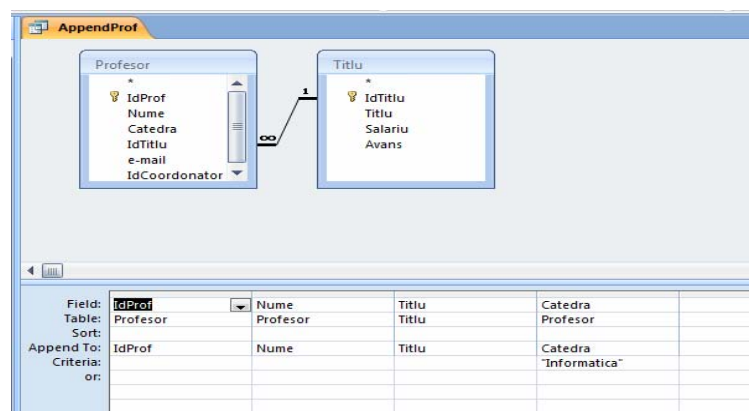 AppendProf
Profesor
*
IdProf
Nume
Catedra
IdTitlu
e-mail
IdCoordonator
∞
1
Titlu
*
IdTitlu
Titlu
Salariu
Avans
Field: IdProf Nume Titlu Catedra
Table: Profesor Profesor Titlu Profesor
Sort:
Append To: IdProf Nume Titlu Catedra
Criteria: "Informatica"
or: